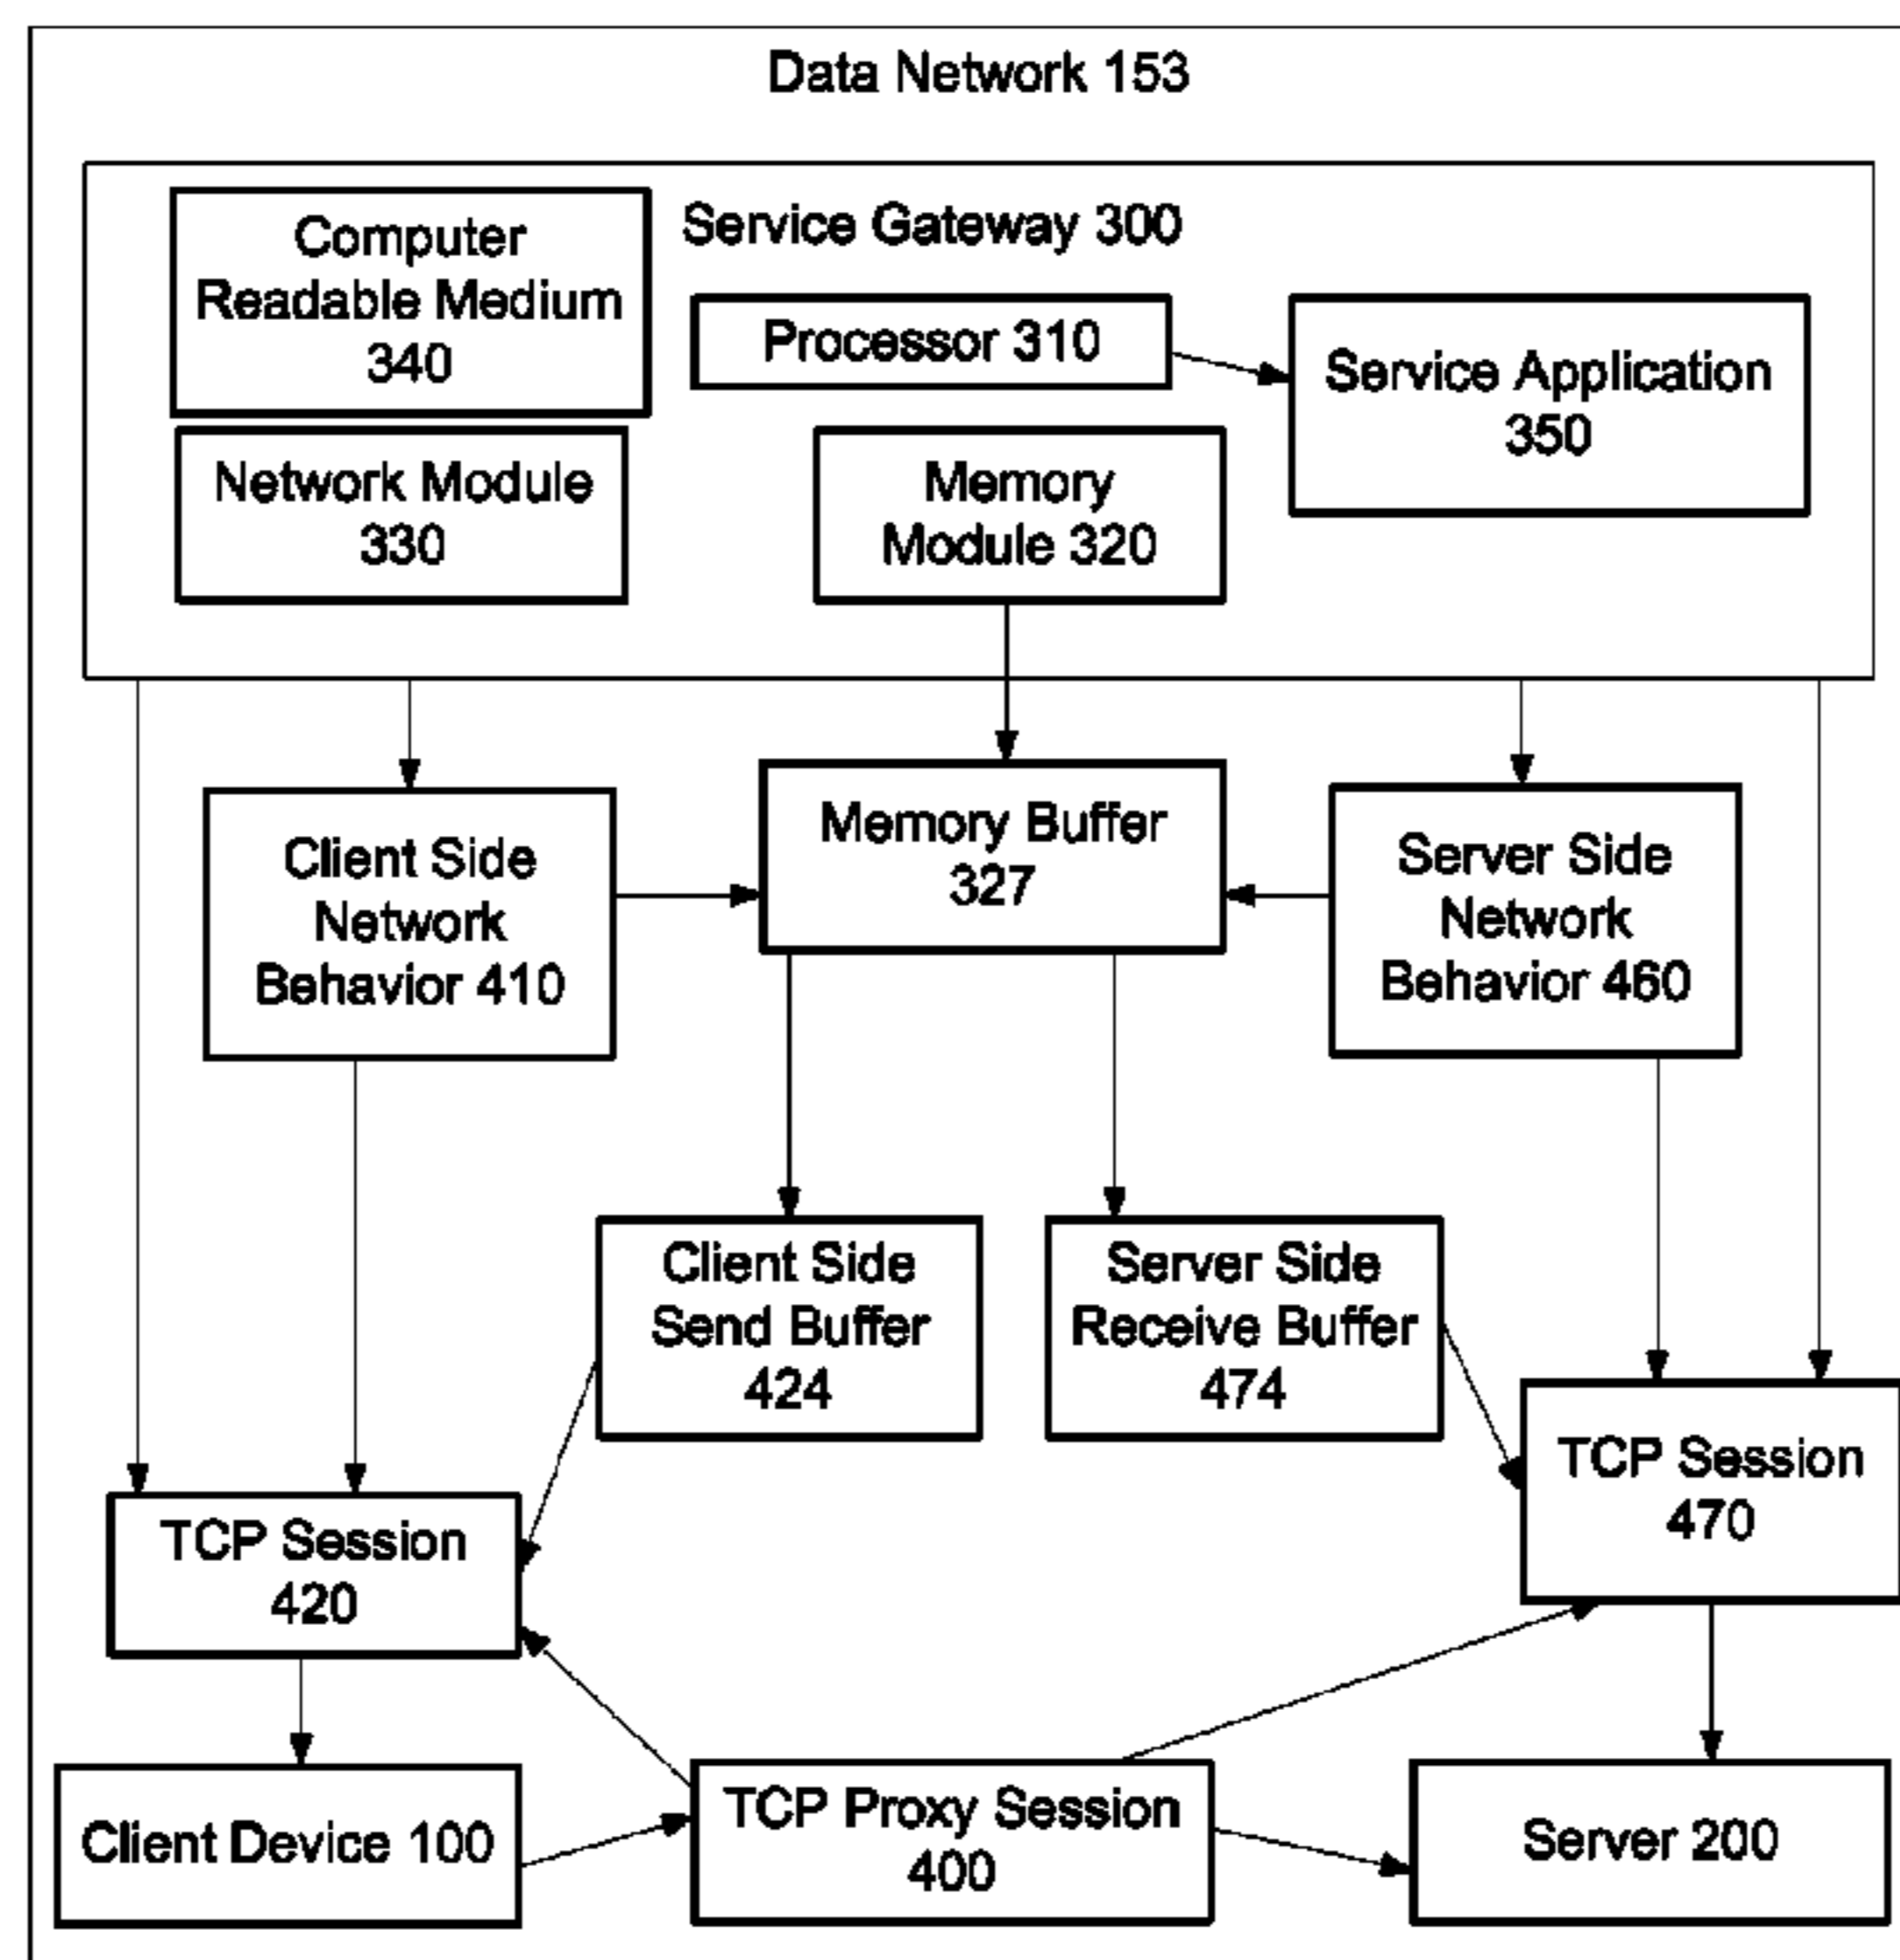 Data Network 153
Service Gateway 300
Computer
Readable Medium
340
Processor 310
Service Application
350
Network Module
330
Memory
Module 320
Client Side
Network
Behavior 410
Memory Buffer
327
Server Side
Network
Behavior 460
Client Side
Send Buffer
424
Server Side
Receive Buffer
474
TCP Session
420
TCP Session
470
Client Device 100
TCP Proxy Session
400
Server 200